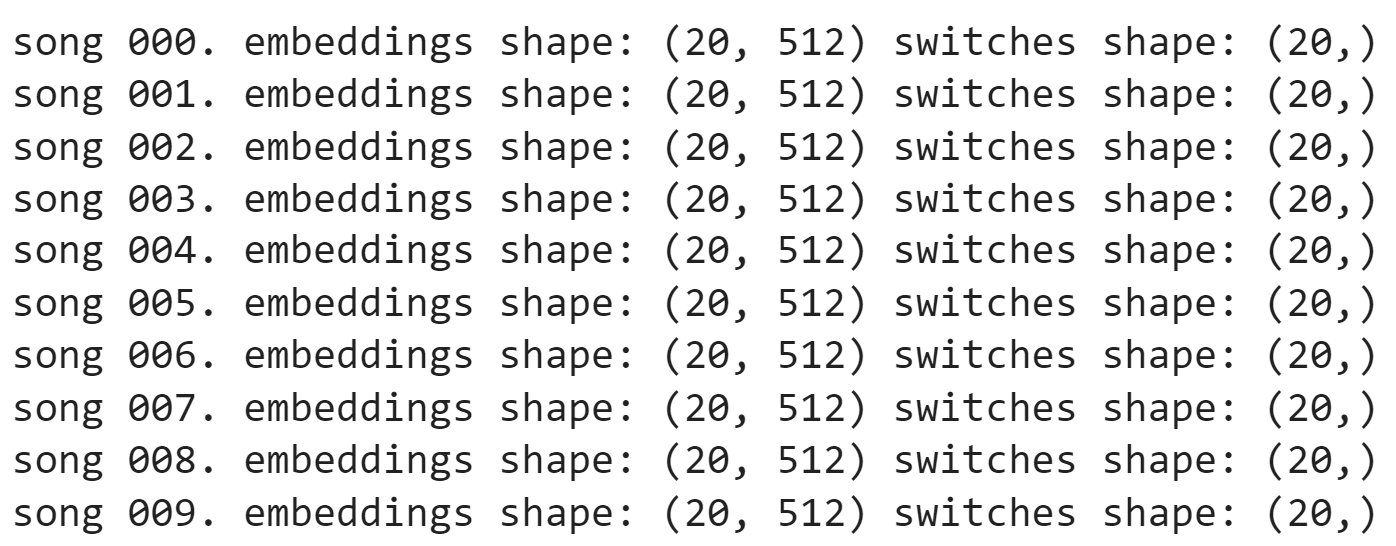 song 000. embeddings shape: (20, 512) switches shape: (20,)
song 001. embeddings shape: (20, 512) switches shape: (20,)
song 002. embeddings shape: (20, 512) switches shape: (20,)
song 003. embeddings shape: (20, 512) switches shape: (20,)
song 004. embeddings shape: (20, 512) switches shape: (20,)
song 005. embeddings shape: (20, 512) switches shape: (20,)
song 006. embeddings shape: (20, 512) switches shape: (20,)
song 007. embeddings shape: (20, 512) switches shape: (20,)
song 008. embeddings shape: (20, 512) switches shape: (20,)
song 009. embeddings shape: (20, 512) switches shape: (20,)